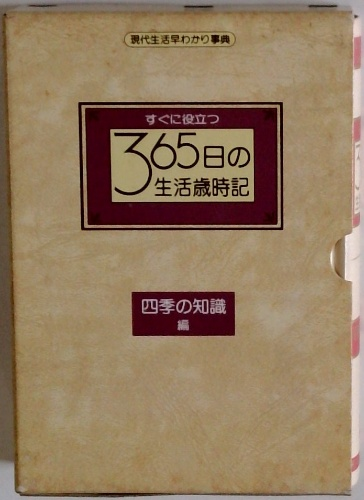 現代生活早わかり事典
すぐに役立つ
365日の
生活歳時記
四季の知識
編